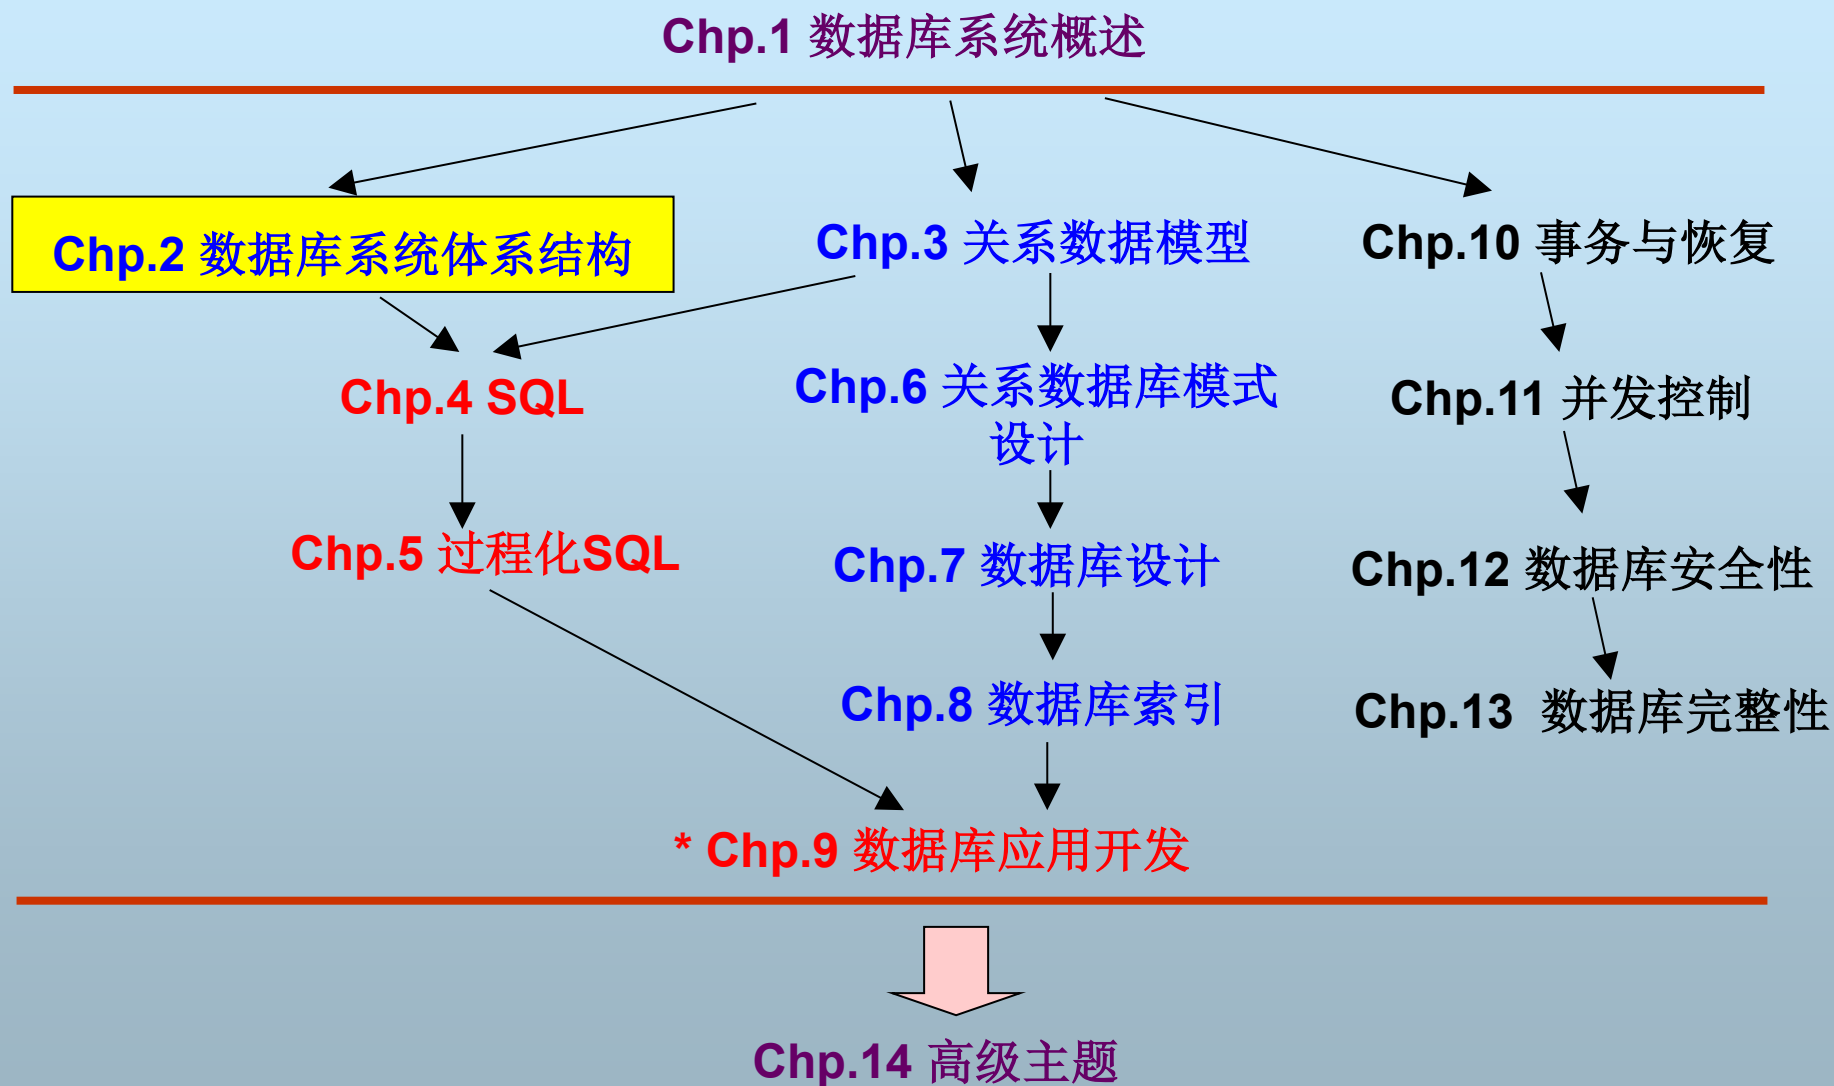 Chp.1 数据库系统概述
Chp.2 数据库系统体系结构
Chp.3 关系数据模型
Chp.10 事务与恢复
Chp.4 SQL
Chp.6 关系数据库模式
设计
Chp.11 并发控制
Chp.5 过程化SQL
Chp.7 数据库设计
Chp.12 数据库安全性
Chp.8 数据库索引
Chp.13 数据库完整性
* Chp.9 数据库应用开发
Chp.14 高级主题